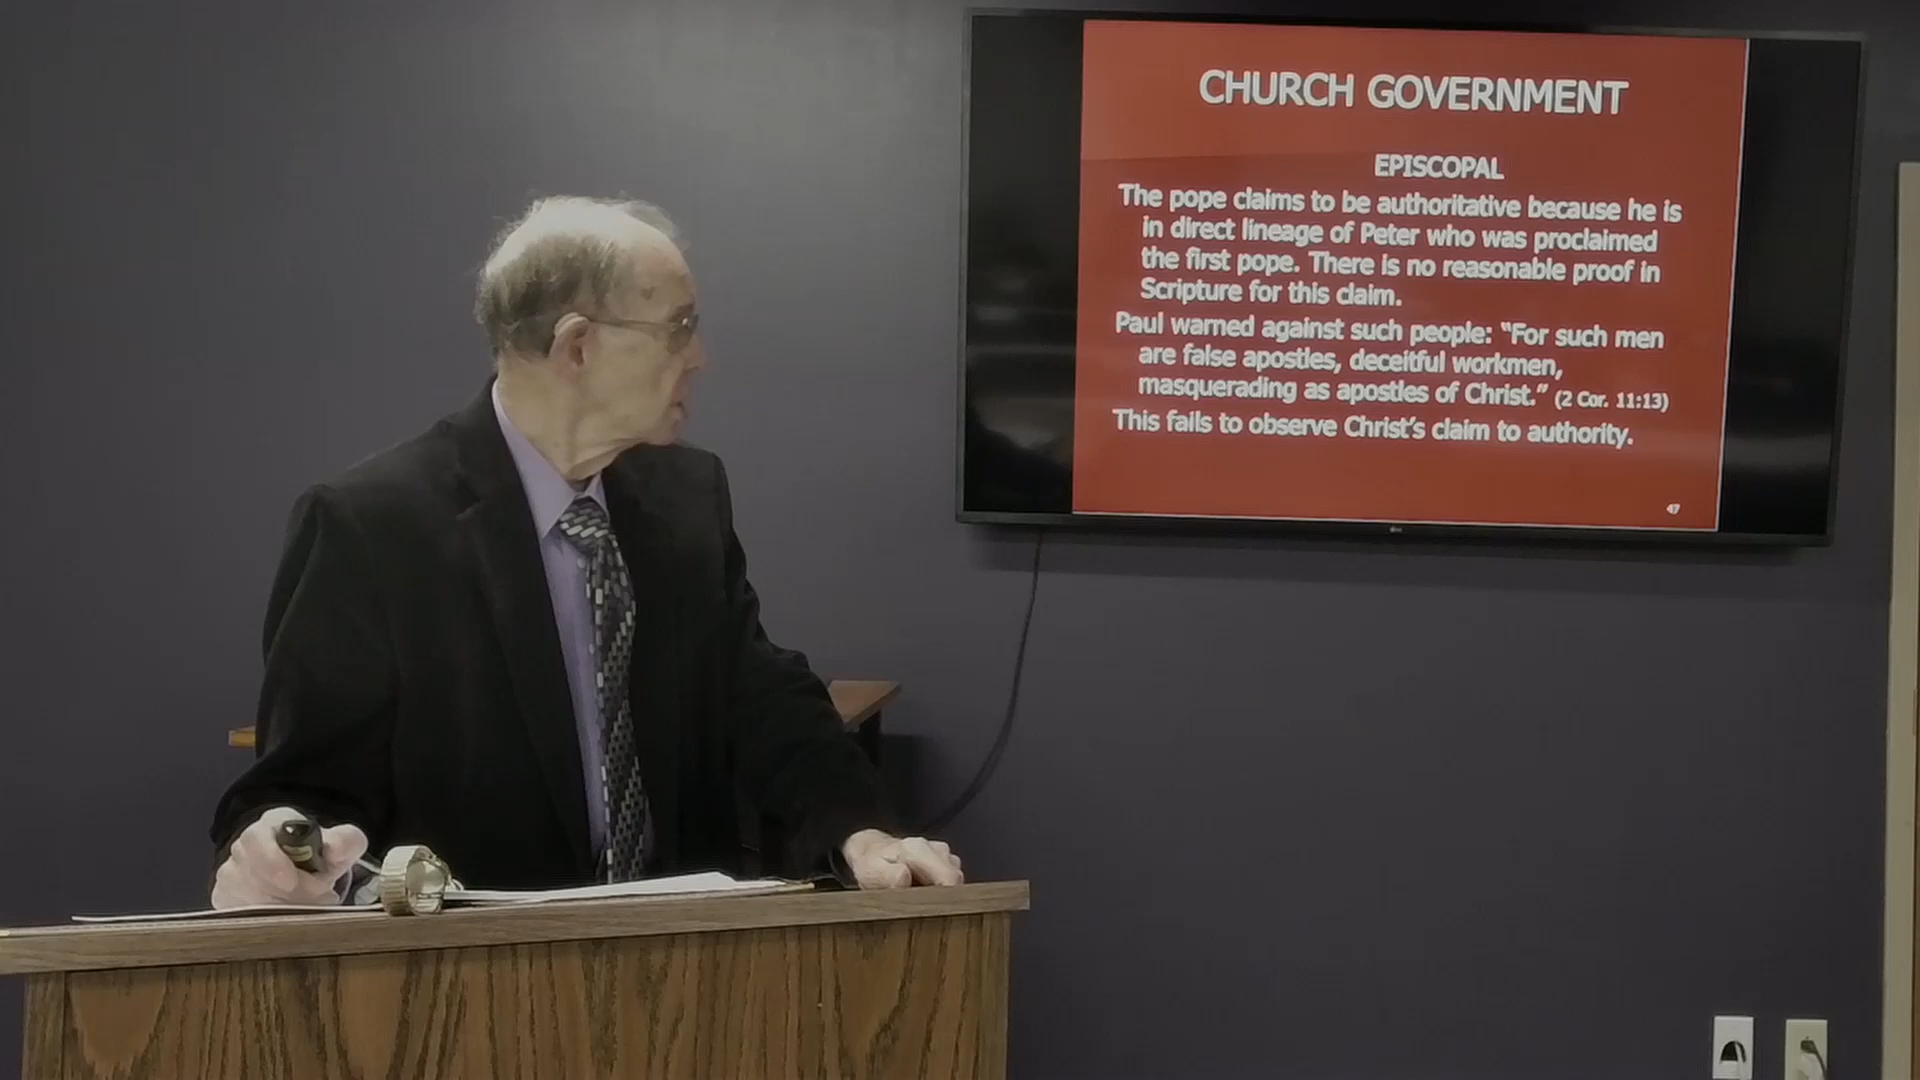 CHURCH GOVERNMENT
EPISCOPAL
The pope claims to be authoritative because he is
in direct lineage of Peter who was proclaimed
the first pope. There is no reasonable proof in
Scripture for this claim.
Paul warned against such people: “For such men
are false apostles, deceitful workmen,
masquerading as apostles of Christ.” (2 Cor. 11:13)
This fails to observe Christ’s claim to authority.
47